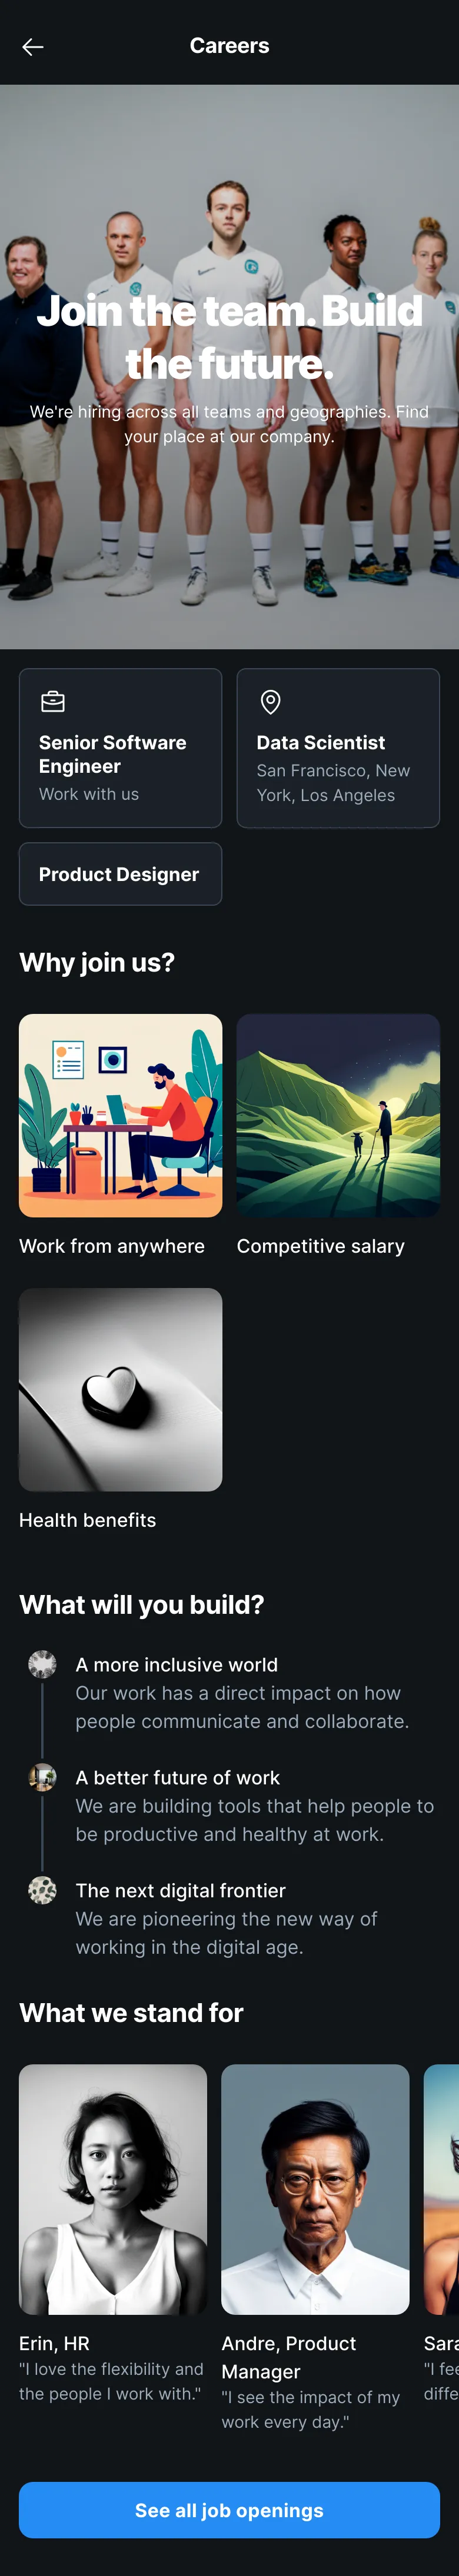 Careers
Join the team. Build
the future.
We're hiring across all teams and geographies. Find
your place at our company.
Senior Software
Engineer
Work with us
Data Scientist
San Francisco, New
York, Los Angeles
Product Designer
Why join us?
Work from anywhere
Competitive salary
Health benefits
What will you build?
A more inclusive world
Our work has a direct impact on how
people communicate and collaborate.
A better future of work
We are building tools that help people to
be productive and healthy at work.
The next digital frontier
We are pioneering the new way of
working in the digital age.
What we stand for
Erin, HR
"I love the flexibility and
the people I work with."
Andre, Product
Manager
"I see the impact of my
work every day."
"I
See all job openings